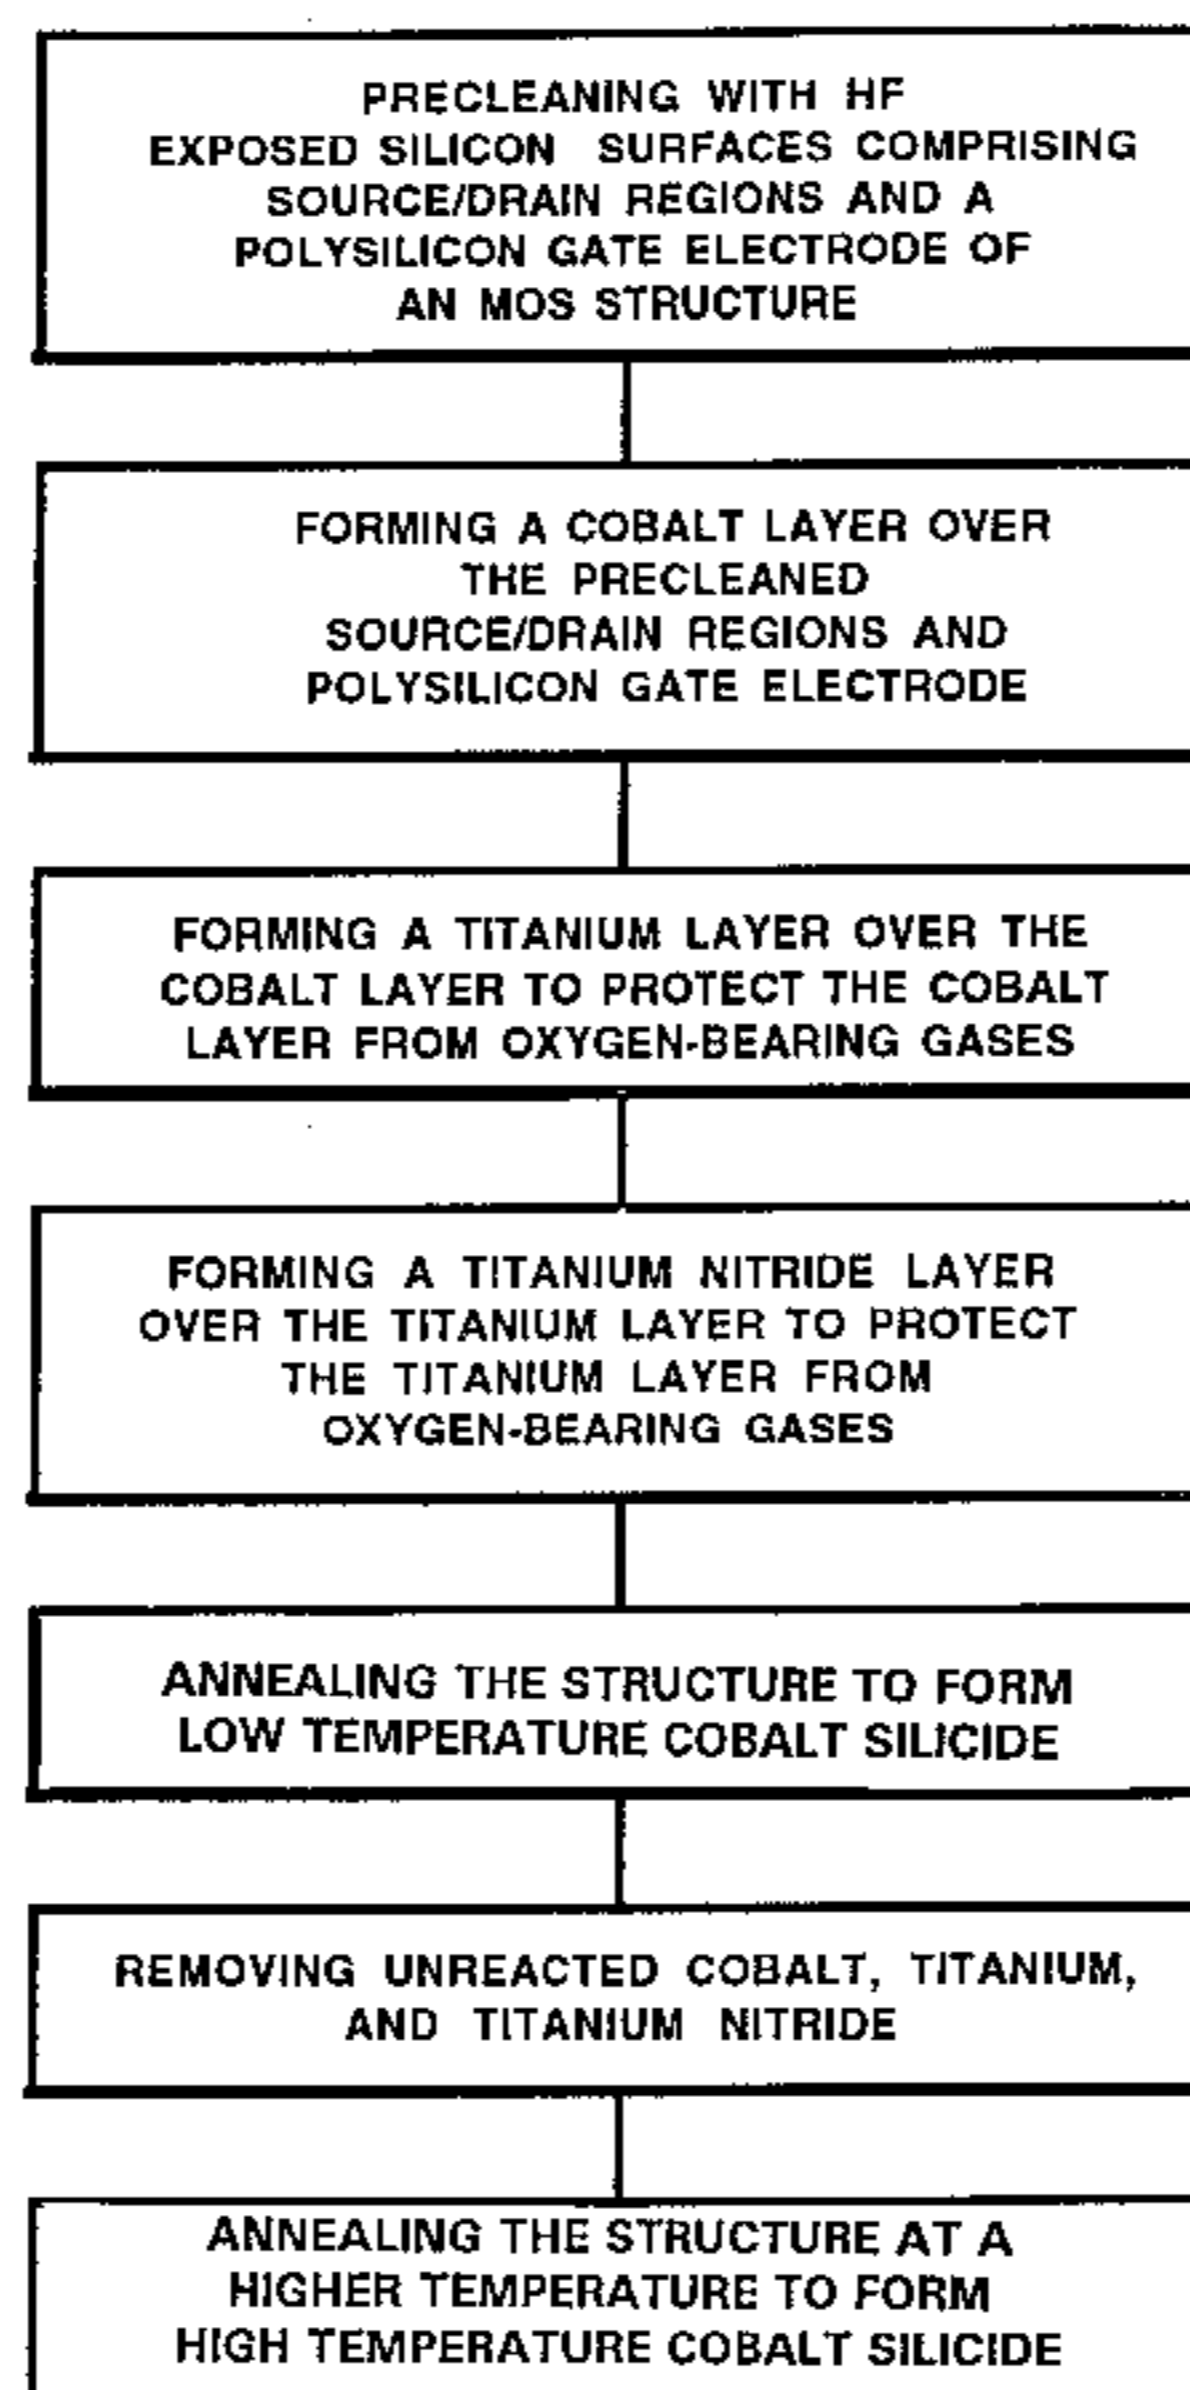 PRECLEANING WITH HF
EXPOSED SILICON SURFACES COMPRISING
SOURCE/DRAIN REGIONS AND A
POLYSILICON GATE ELECTRODE OF
AN MOS STRUCTURE
FORMING A COBALT LAYER OVER
THE PRECLEANED
SOURCE/DRAIN REGIONS AND
POLYSILICON GATE ELECTRODE
FORMING A TITANIUM LAYER OVER THE
COBALT LAYER TO PROTECT THE COBALT
LAYER FROM OXYGEN-BEARING GASES
FORMING A TITANIUM NITRIDE LAYER
OVER THE TITANIUM LAYER TO PROTECT
THE TITANIUM LAYER FROM
OXYGEN-BEARING GASES
ANNEALING THE STRUCTURE TO FORM
LOW TEMPERATURE COBALT SILICIDE
REMOVING UNREACTED COBALT, TITANIUM,
AND TITANIUM NITRIDE
ANNEALING THE STRUCTURE AT A
HIGHER TEMPERATURE TO FORM
HIGH TEMPERATURE COBALT SILICIDE